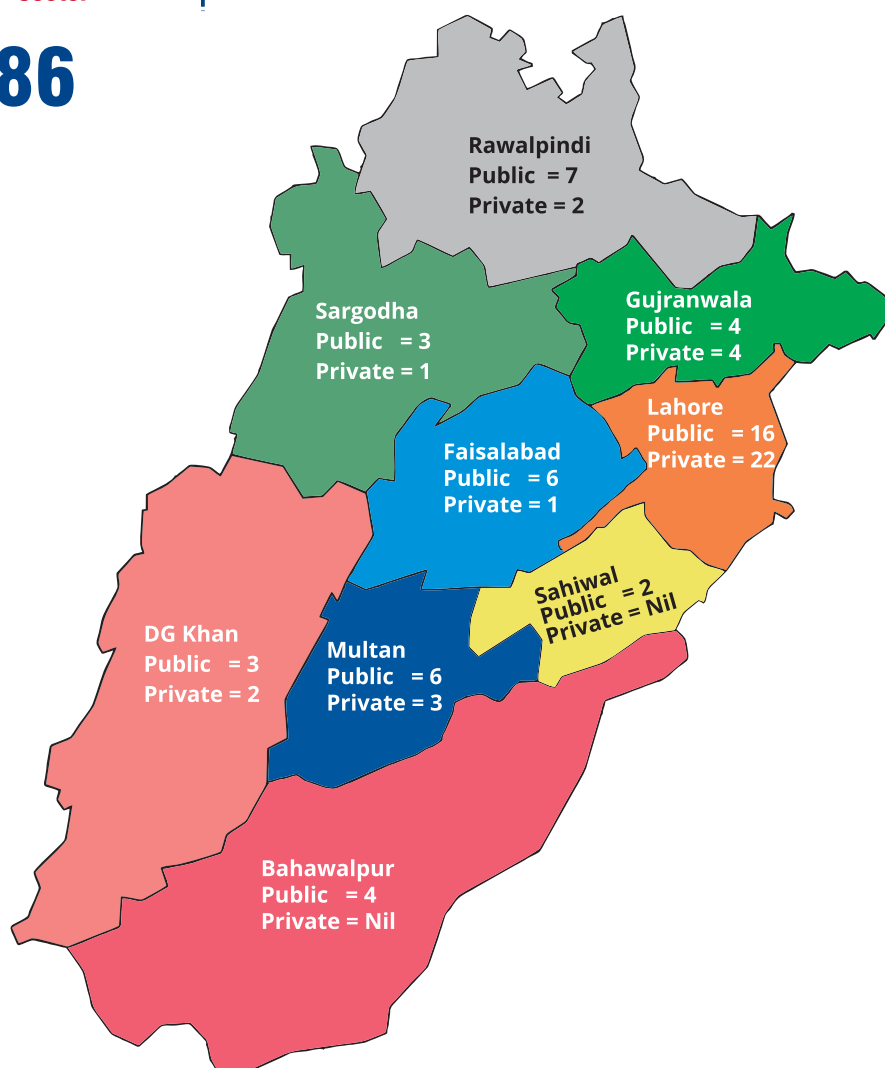 86
Rawalpindi
Public = 7
Private = 2
Gujranwala
Public = 4
Private = 4
Sargodha
Public = 3
Private = 1
Lahore
Public = 16
Private = 22
Faisalabad
Public = 6
Private = 1
Sahiwal
Public = 2
Private = Nil
DG Khan
Public = 3
Private = 2
Multan
Public = 6
Private = 3
Bahawalpur
Public = 4
Private = Nil